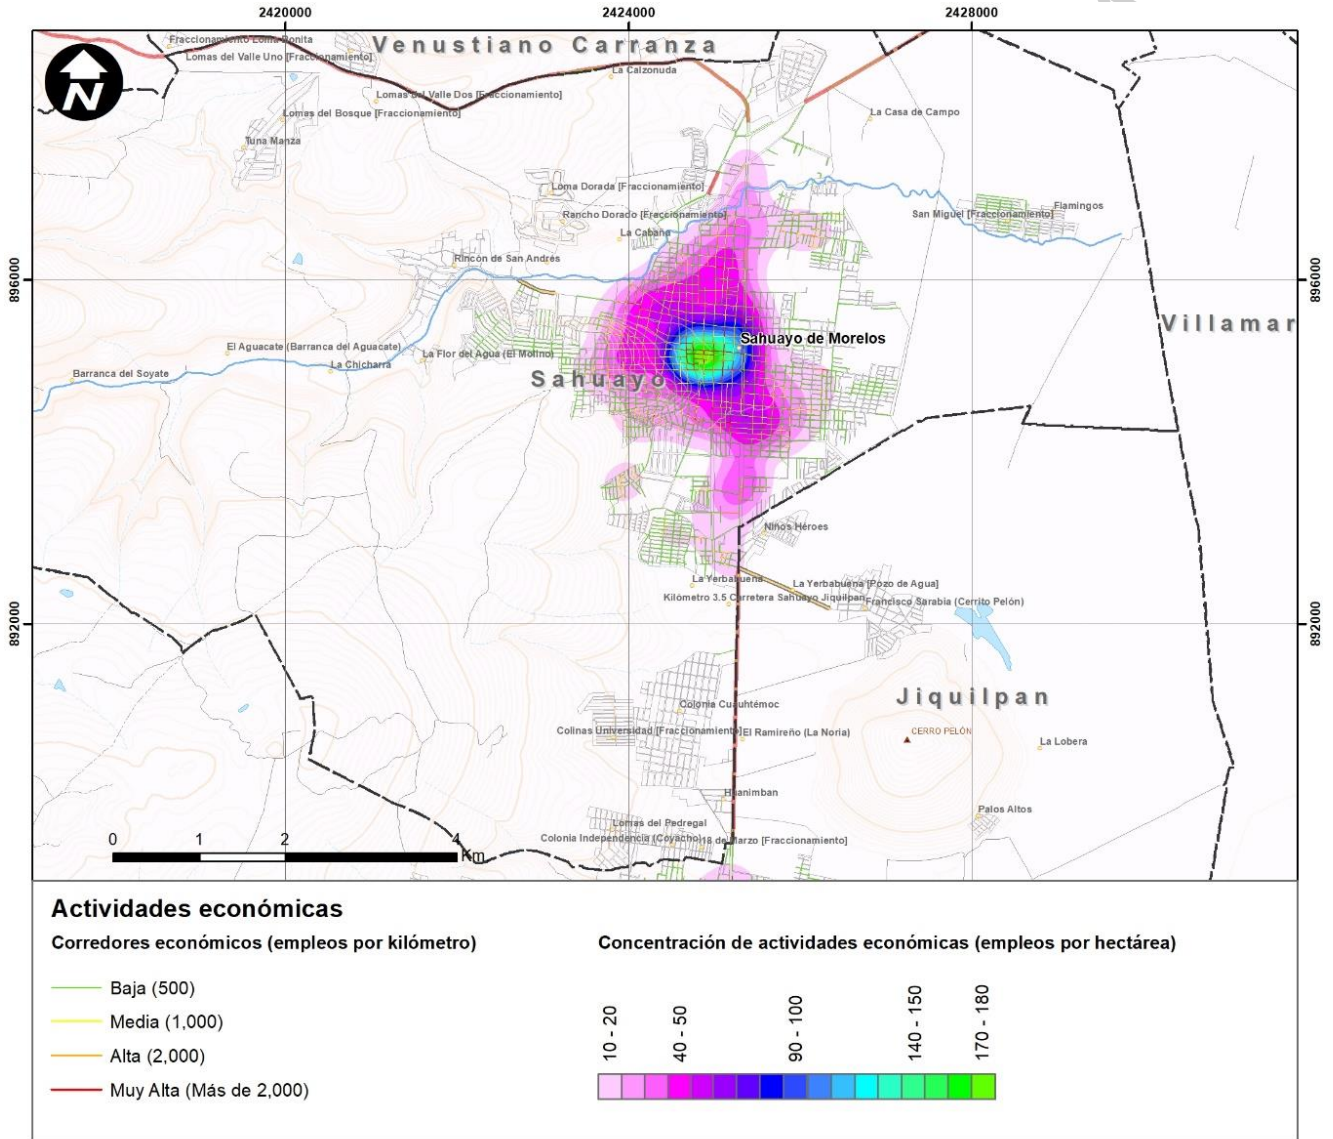 2420000
2424000
2428000
Venustiano Carranza
Fraccionamiento Loma Bonita
Lomas del Valle Uno [Fraccionamiento]
La Calzonuda
N
Lomas del Valle Dos [Fraccionamiento]
Lomas del Bosque [Fraccionamiento]
La Casa de Campo
Tuna Manza
Loma Dorada [Fraccionamiento]
Rancho Dorado [Fraccionamiento]
San Miguel [Fraccionamiento]
Flamingos
La Cabaña
Rincón de San Andrés
896000
896000
Villamar
Sahuayo de Morelos
El Aguacate (Barranca del Aguacate)
La Flor del Agua (El Molino)
La Chicharra
Barranca del Soyate
Sahuayo
Niños Héroes
La Yerbabuena
La Yerbabuena [Pozo de Agua]
Kilómetro 3.5 Carretera Sahuayo Jiquilpan
Francisco Sarabia (Cerrito Pelón)
892000
892000
Jiquilpan
Colonia Cuauhtémoc
Colinas Universidad [Fraccionamiento]
El Ramireño (La Noria)
CERRO PELÓN
La Lobera
Huanimban
Palos Altos
Lomas del Pedregal
Colonia Independencia (Coyacho)
18 de Marzo [Fraccionamiento]
0 1 2 4
Km
Actividades económicas
Corredores económicos (empleos por kilómetro)
Baja (500)
Media (1,000)
Alta (2,000)
Muy Alta (Más de 2,000)
Concentración de actividades económicas (empleos por hectárea)
10 - 20
40 - 50
90 - 100
140 - 150
170 - 180